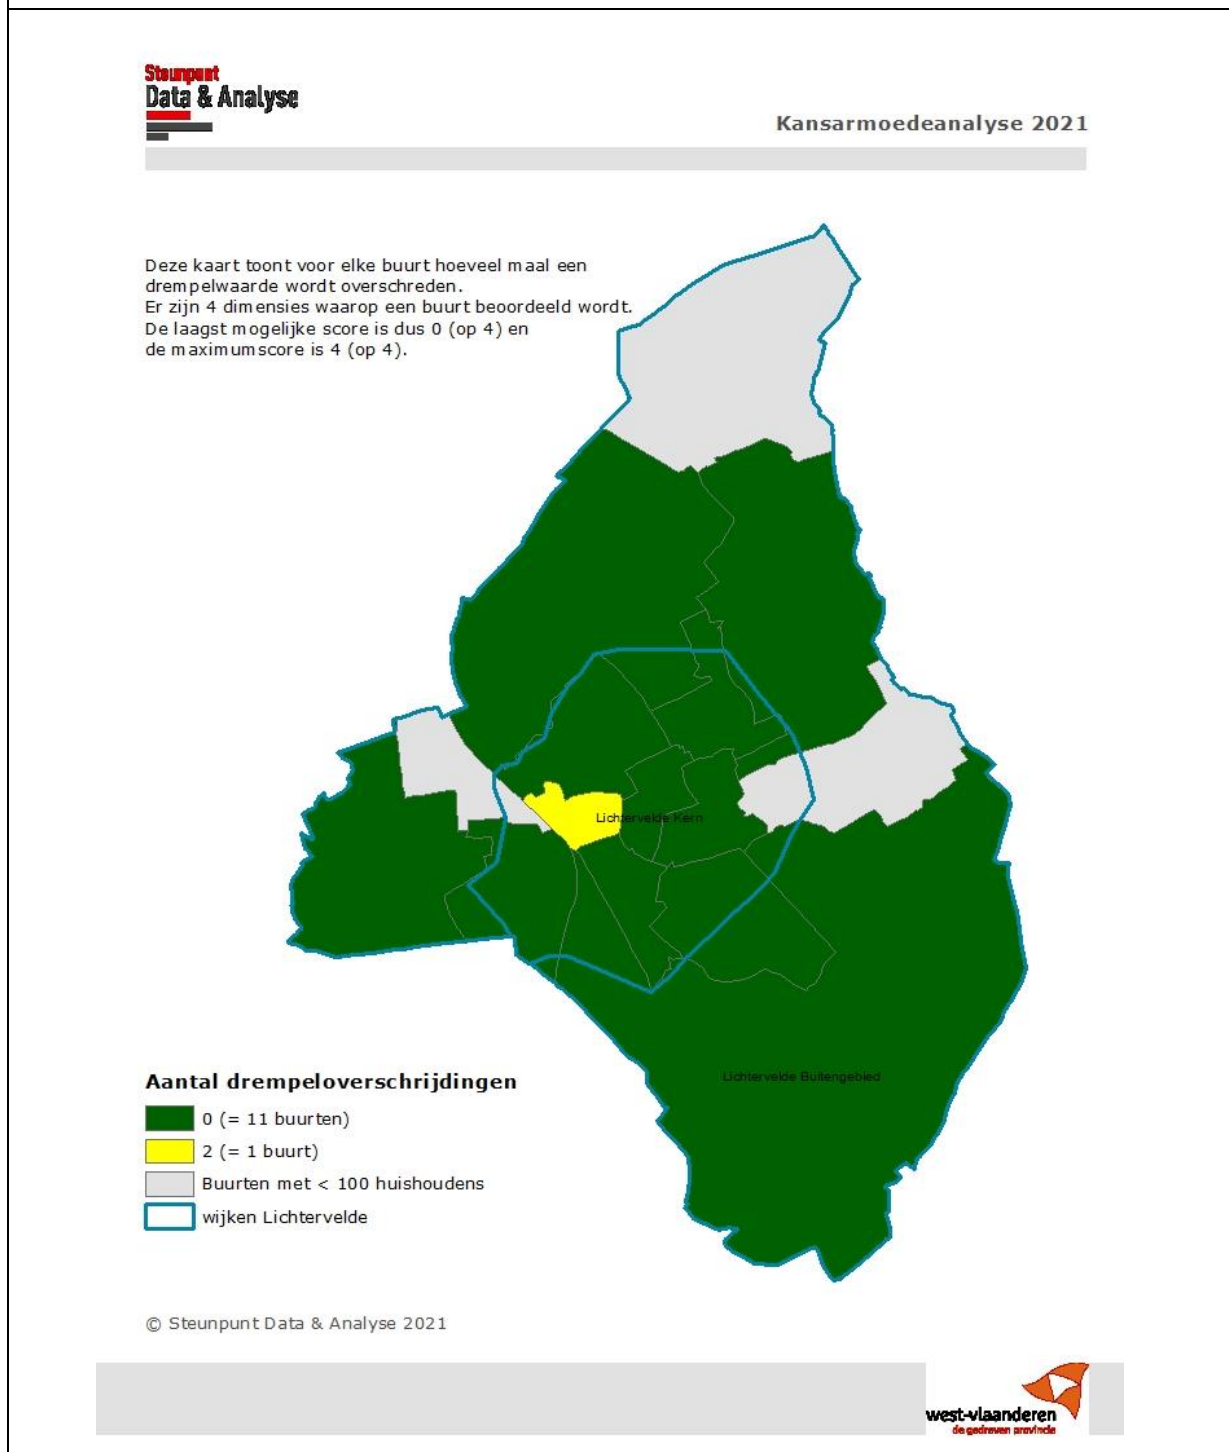 Steunpunt
Data & Analyse
Kansarmoedeanalyse 2021
Deze kaart toont voor elke buurt hoeveel maal een
drempelwaarde wordt overschreden.
Er zijn 4 dimensies waarop een buurt beoordeeld wordt.
De laagst mogelijke score is dus 0 (op 4) en
de maximumscore is 4 (op 4).
Lichtervelde Kern
Lichtervelde Buitengebied
Aantal drempeloverschrijdingen
0 (= 11 buurten)
2 (= 1 buurt)
Buurten met < 100 huishoudens
wijken Lichtervelde
© Steunpunt Data & Analyse 2021
west-vlaanderen
de gedreven provincie